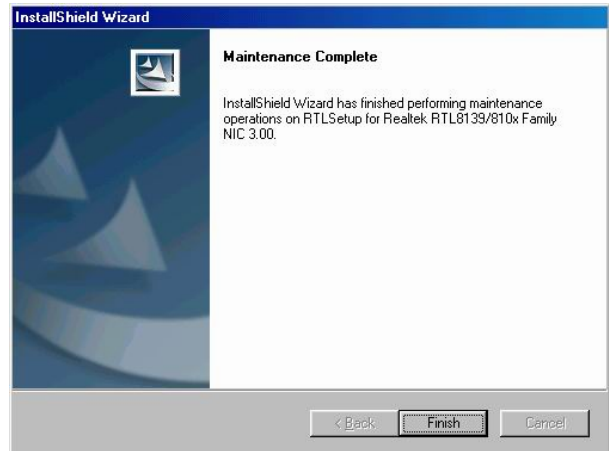 InstallShield Wizard
Maintenance Complete
InstallShield Wizard has finished performing maintenance
operations on RTLSetup for Realtek RTL8139/810x Family
NIC 3.00.
< Back
Finish
Cancel